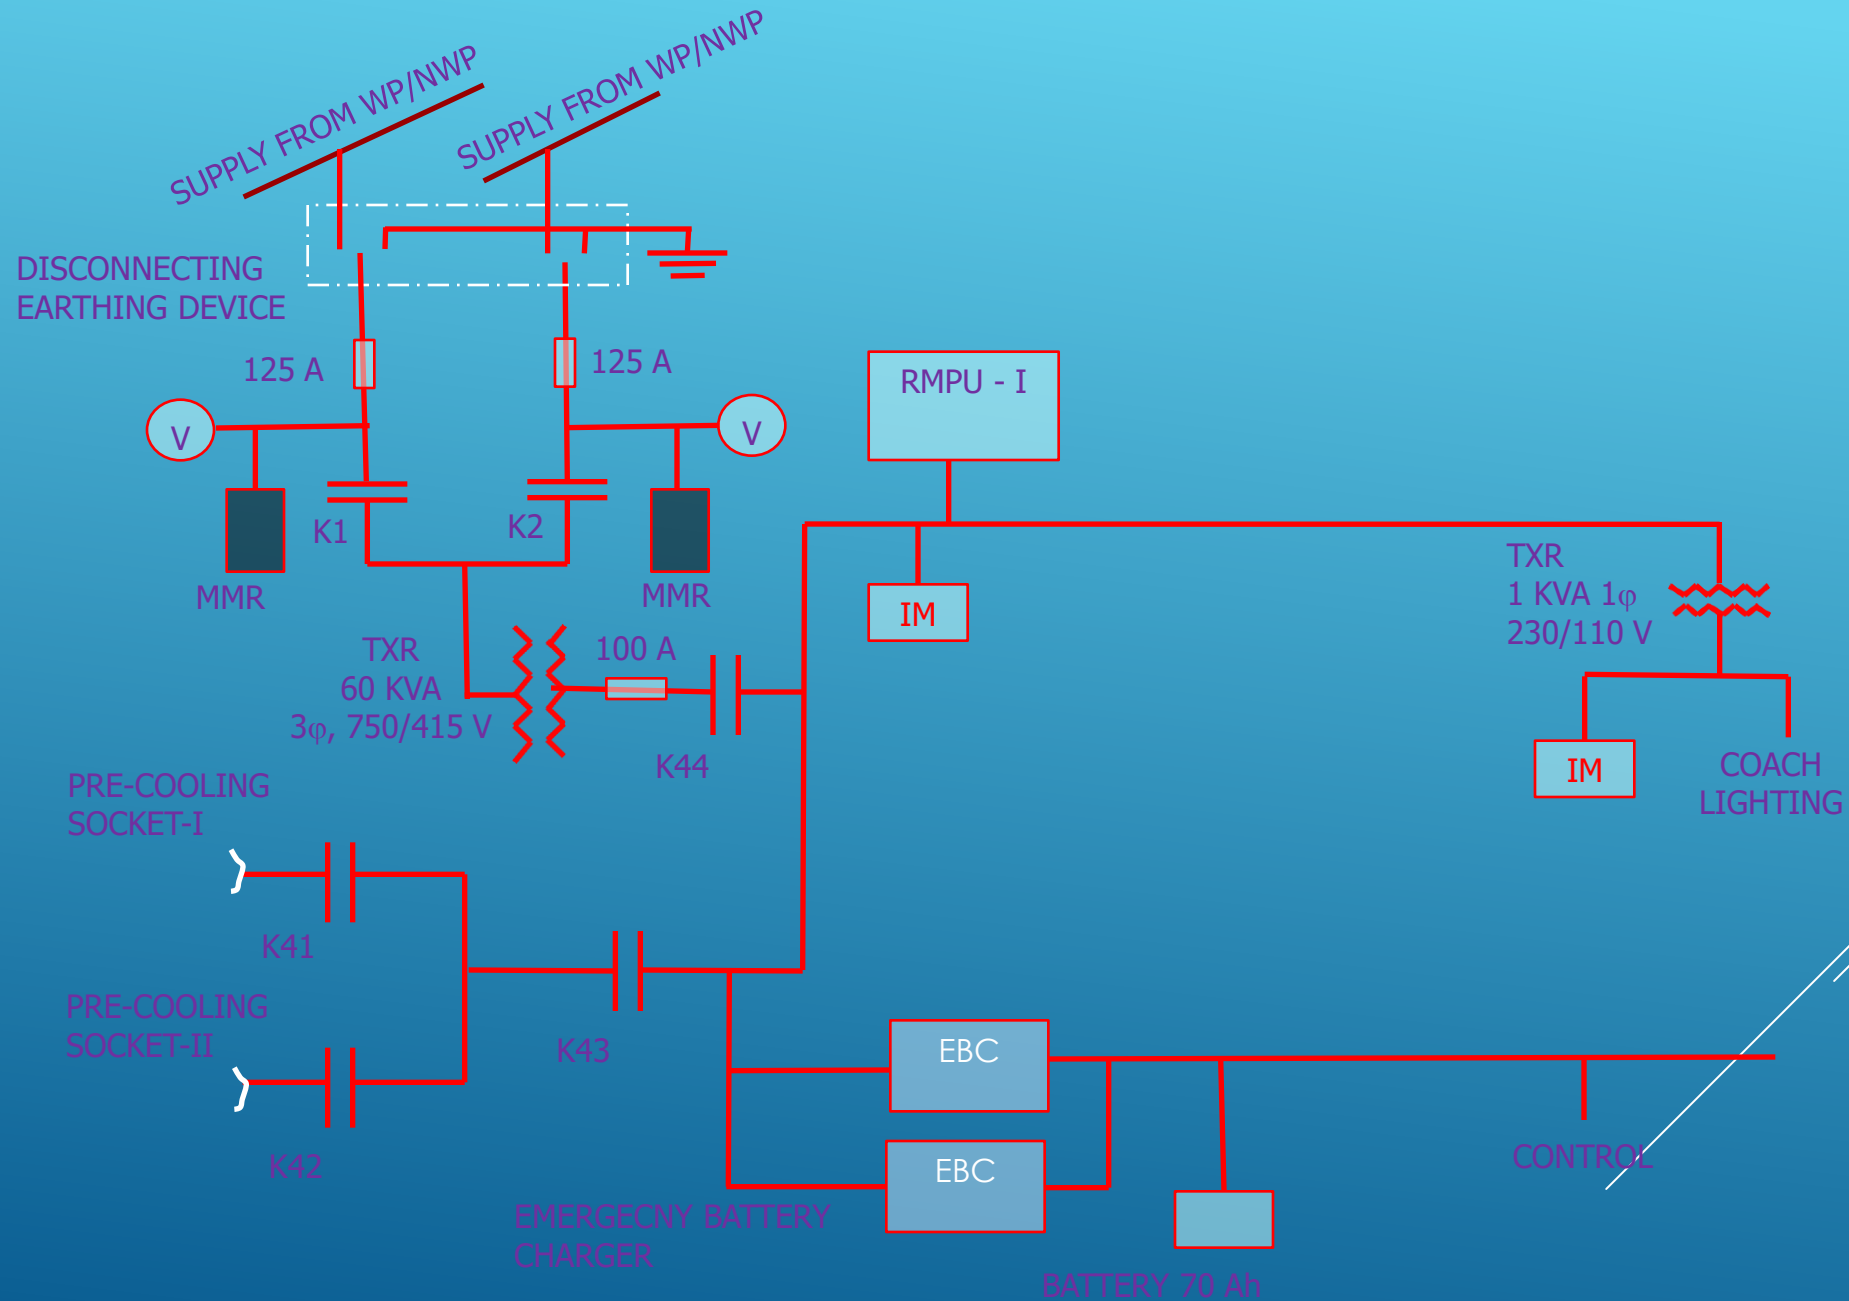 SUPPLY FROM WP/NWP
SUPPLY FROM WP/NWP
DISCONNECTING
EARTHING DEVICE
125 A
125 A
V
V
K1
K2
MMR
MMR
RMPU - I
IM
TXR
1 KVA 1φ
230/110 V
TXR
60 KVA
3φ, 750/415 V
100 A
K44
IM
COACH
LIGHTING
PRE-COOLING
SOCKET-I
K41
PRE-COOLING
SOCKET-II
K42
K43
EBC
EBC
EMERGECNY BATTERY
CHARGER
CONTROL
BATTERY 70 Ah